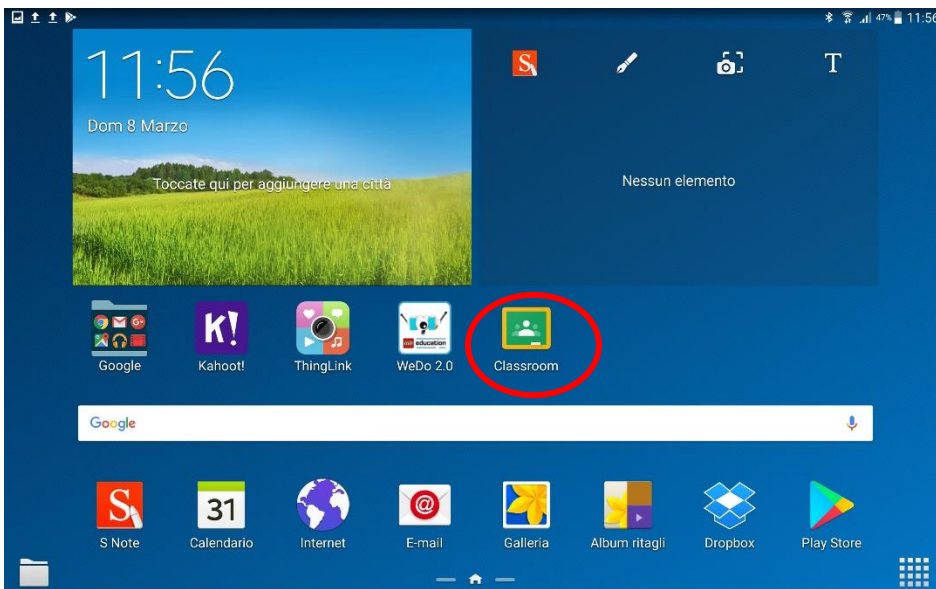 47% 11:56
11:56
Dom 8 Marzo
Toccate qui per aggiungere una città
S T
Nessun elemento
K!
education
Google Kahoot! ThingLink WeDo 2.0 Classroom
Google
S 31 @
S Note Calendario Internet E-mail Galleria Album ritagli Dropbox Play Store